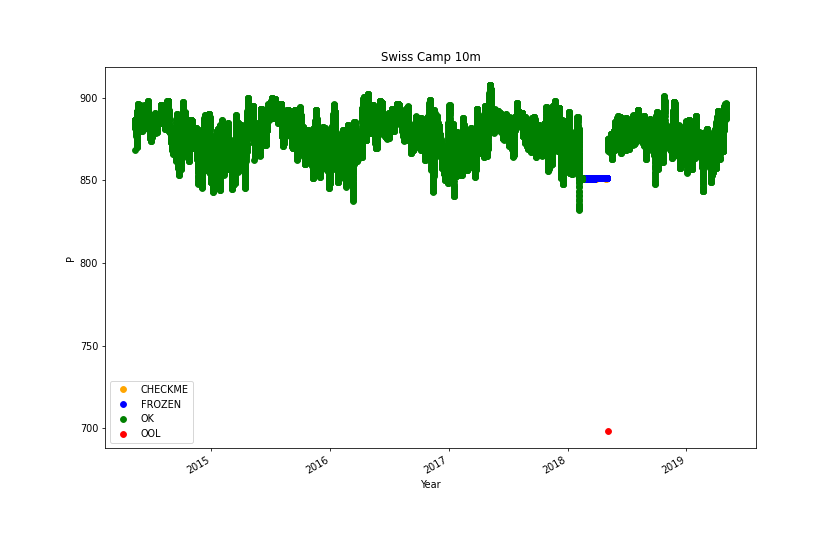 Swiss Camp 10m
900
850
800
750
700
P
CHECKME
FROZEN
OK
OOL
2015
2016
2017
2018
2019
Year